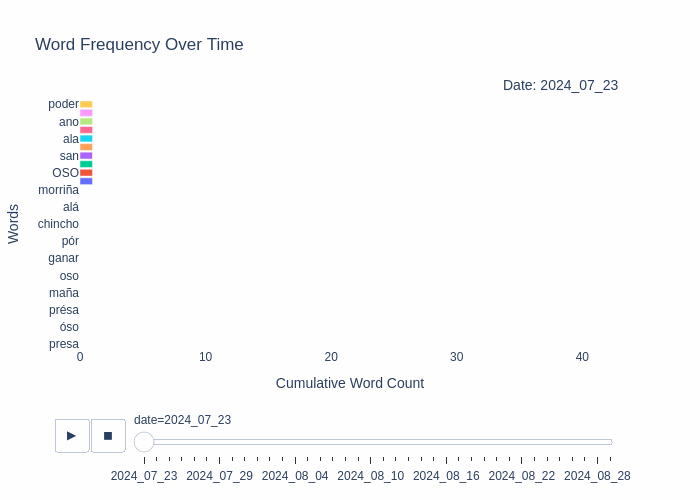 Word Frequency Over Time
Date: 2024_07_23
Words
poder
ano
ala
san
OSO
morriña
alá
chincho
pór
ganar
oso
maña
présa
óso
presa
0 10 20 30 40
Cumulative Word Count
date=2024_07_23
2024_07_23 2024_07_29 2024_08_04 2024_08_10 2024_08_16 2024_08_22 2024_08_28